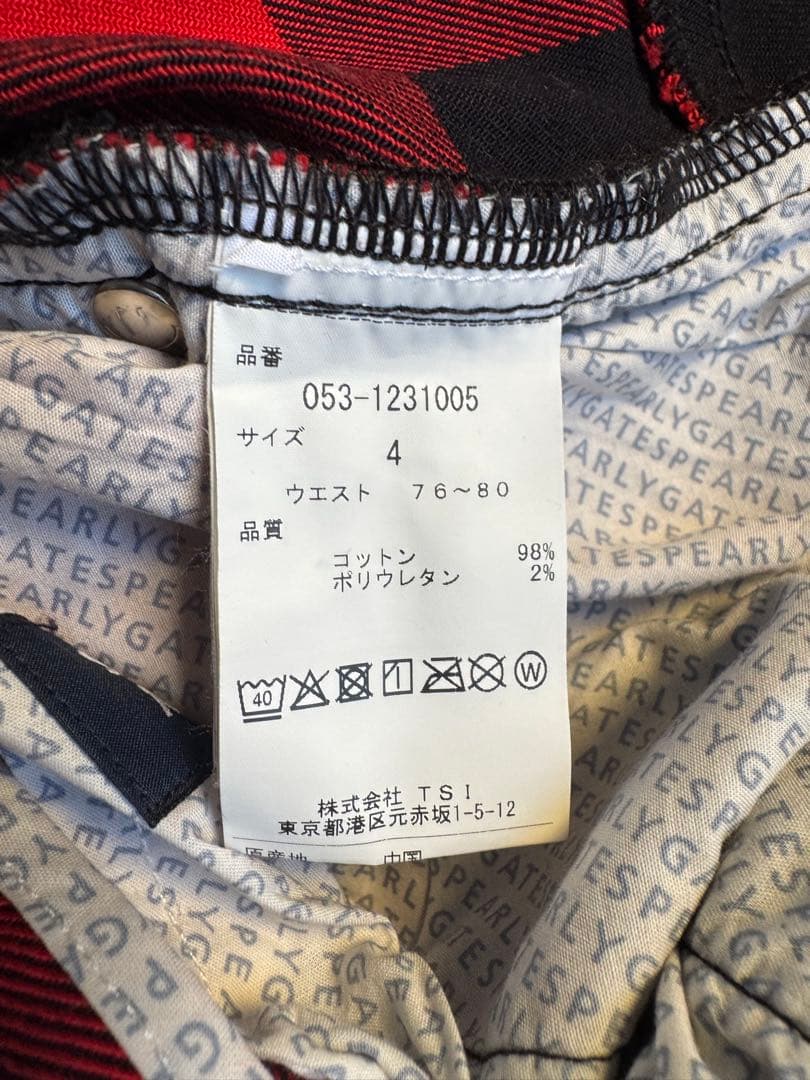 品番
053-1231005
サイズ
4
ウエスト 76～80
品質
コットン 98%
ポリウレタン 2%
40
W
株式会社 TSI
東京都港区元赤坂1-5-12
原産地 中国
PEARLYGATES